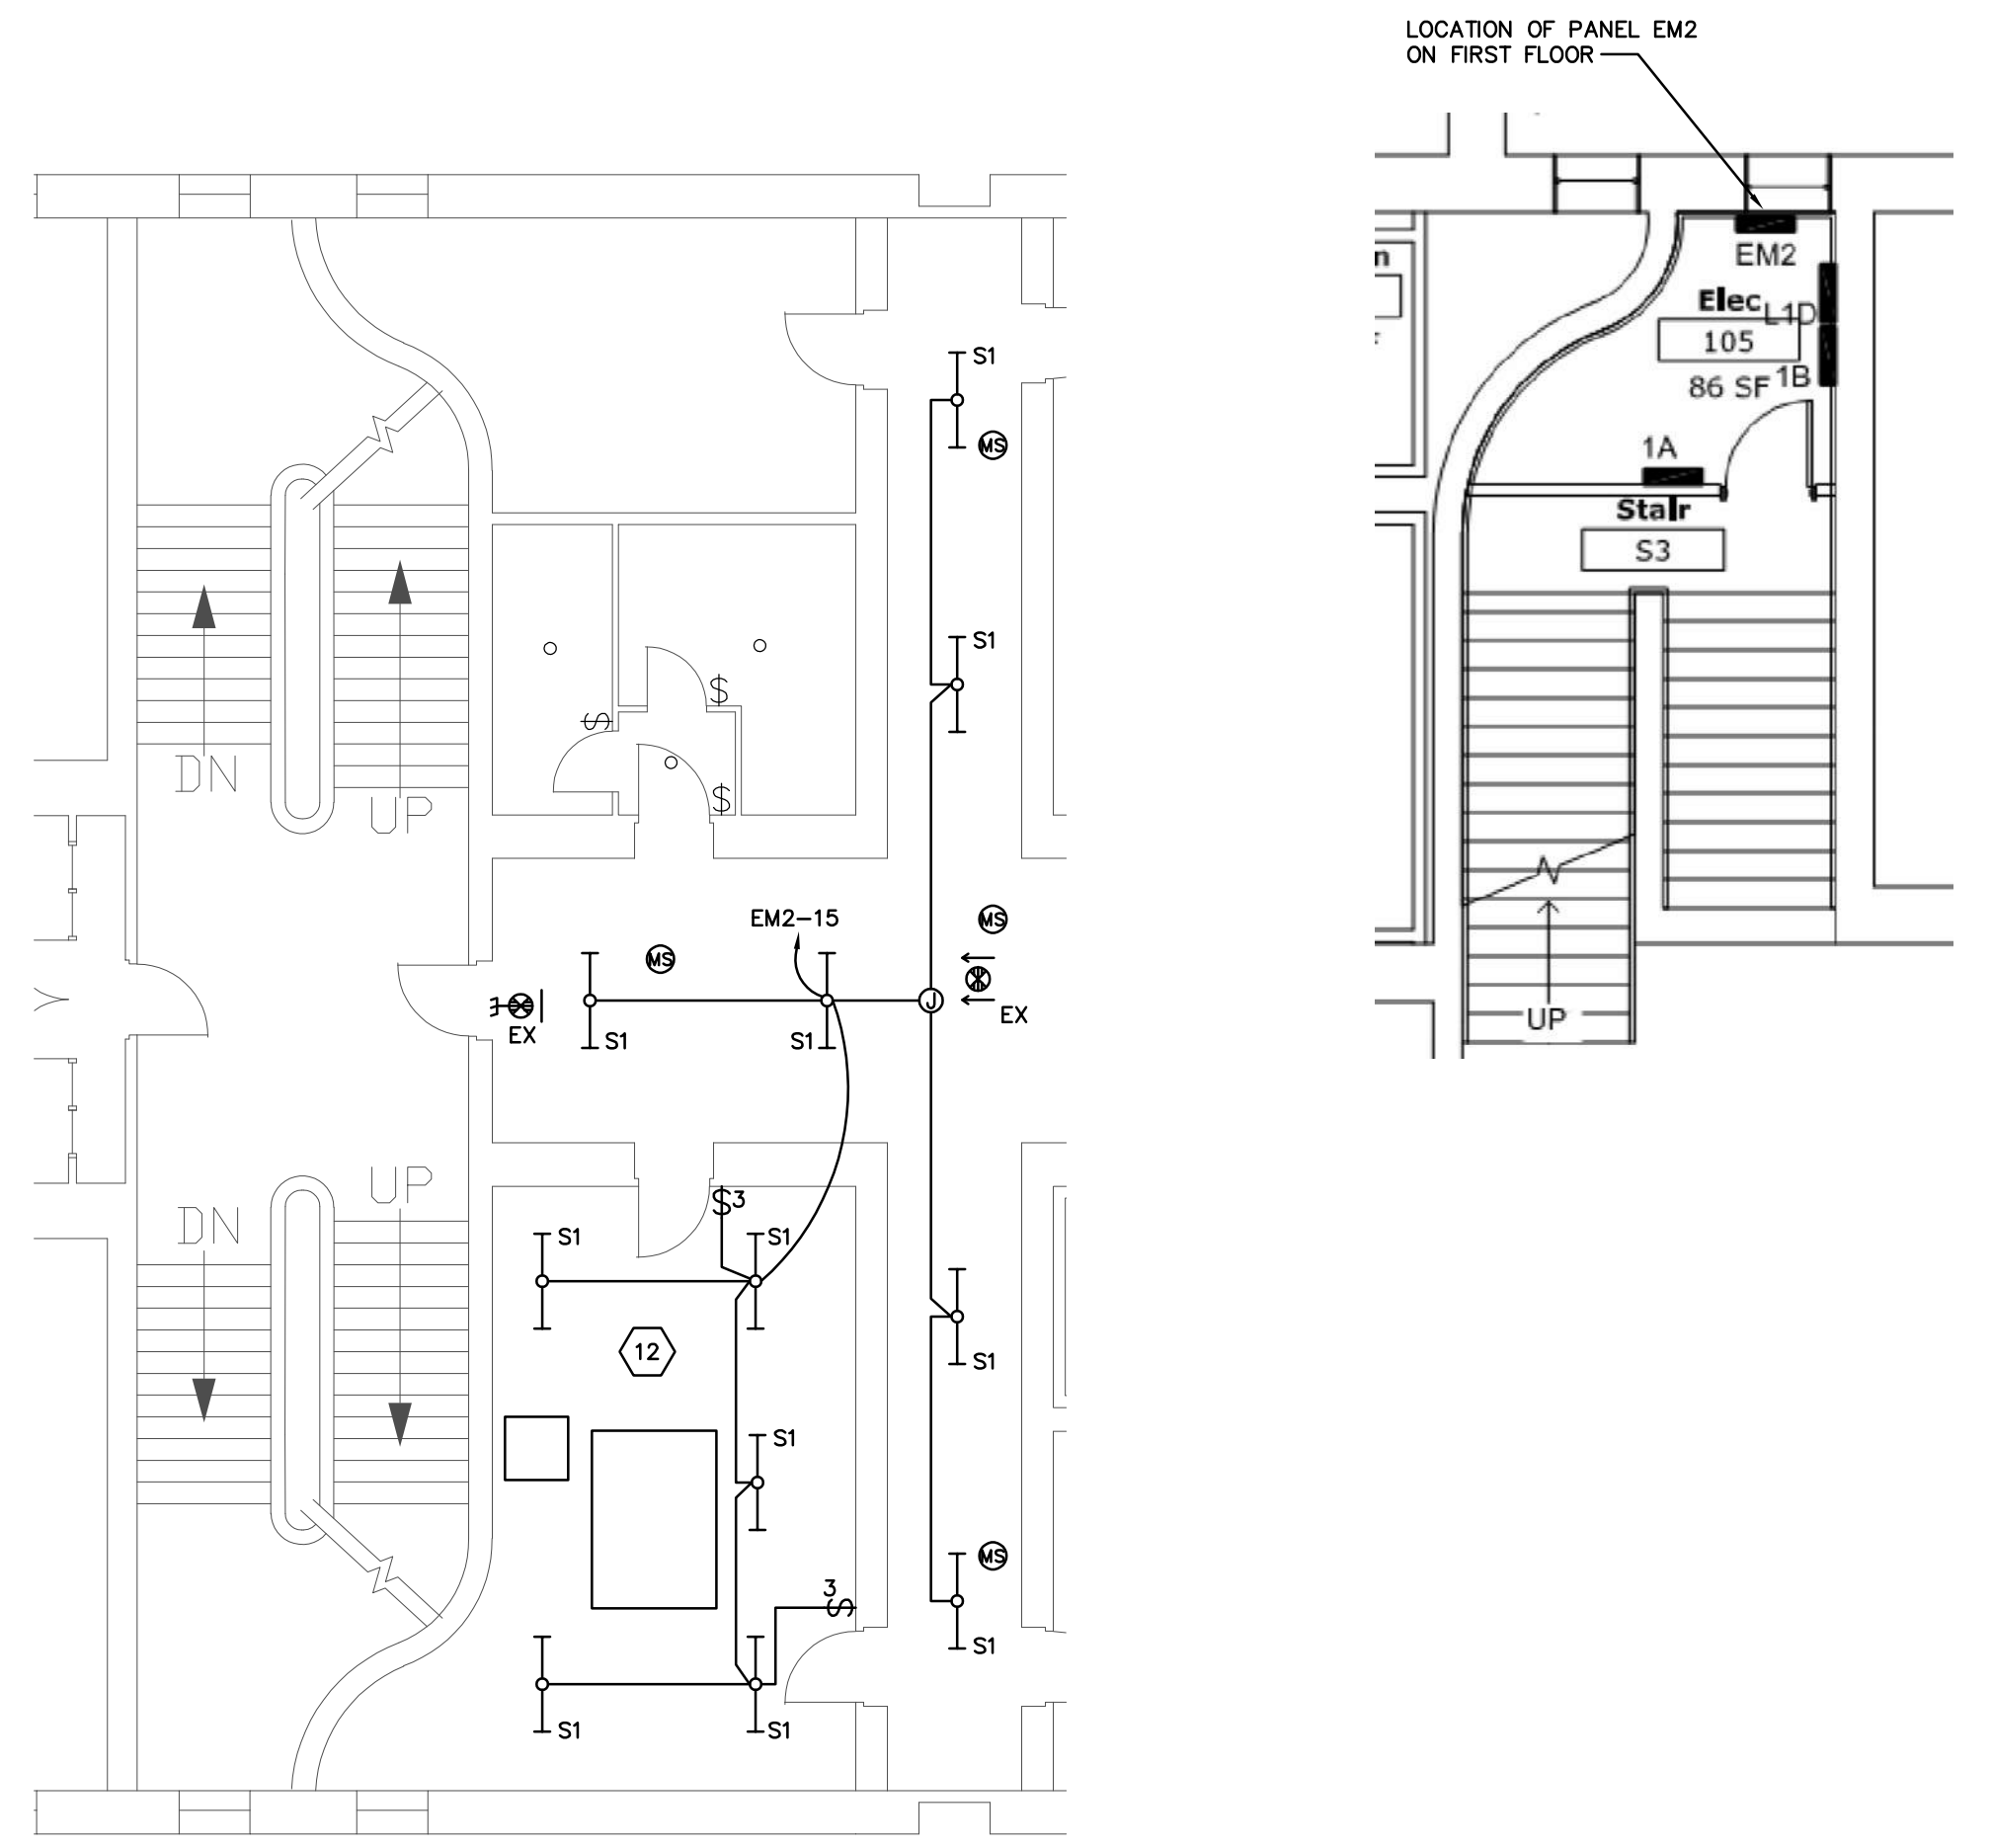 LOCATION OF PANEL EM2
ON FIRST FLOOR
EM2
Elec
L1D
105
86 SF
1B
1A
Stair
S3
UP
S1
MS
S1
$
$
$
DN
UP
EM2-15
MS
MS
J
EX
EX
S1
S1
UP
DN
$3
S1
S1
12
S1
S1
MS
3
$
S1
S1
S1